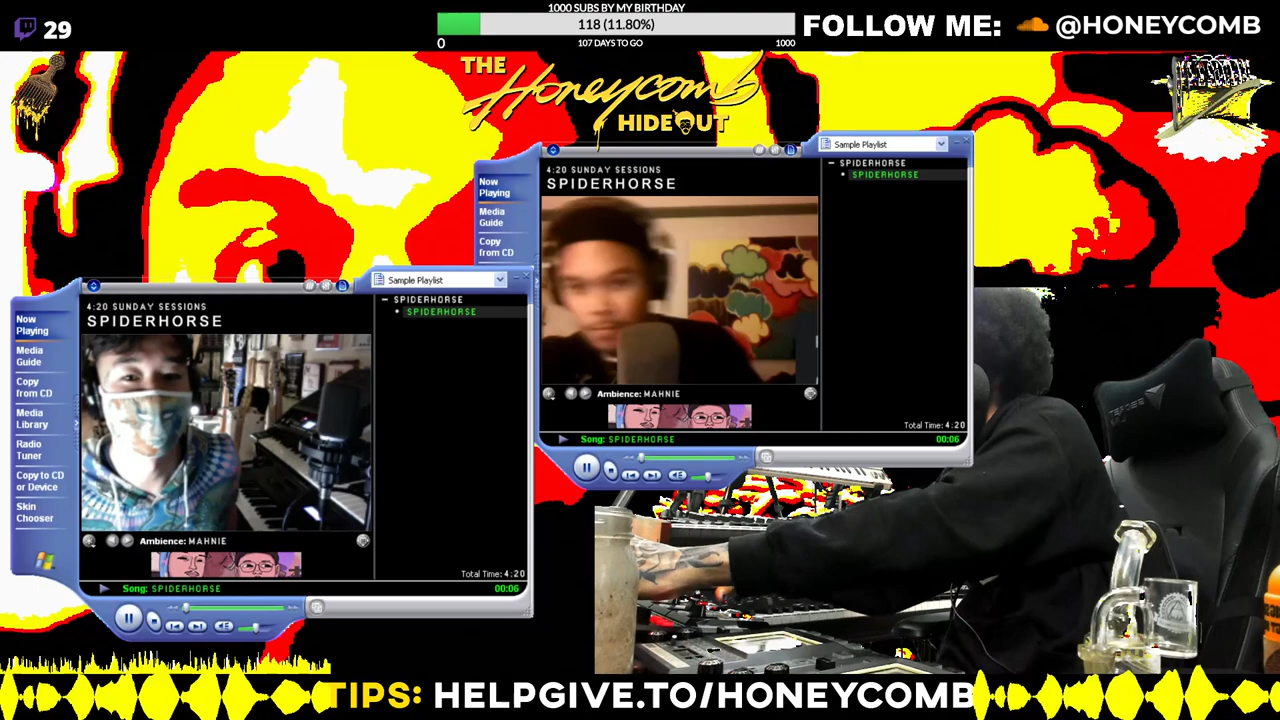 29
1000 SUBS BY MY BIRTHDAY
118 (11.80%)
0
107 DAYS TO GO
1000
FOLLOW ME:
@HONEYCOMB
THE
Honeycomb
HIDEOUT
Sample Playlist
4:20 SUNDAY SESSIONS
SPIDERHORSE
SPIDERHORSE
SPIDERHORSE
Now
Playing
Media
Guide
Copy
from CD
Ambience: MAHNIE
Total Time: 4:20
Song: SPIDERHORSE
00:06
Sample Playlist
4:20 SUNDAY SESSIONS
SPIDERHORSE
SPIDERHORSE
SPIDERHORSE
Now
Playing
Media
Guide
Copy
from CD
Media
Library
Radio
Tuner
Copy to CD
or Device
Skin
Chooser
Ambience: MAHNIE
Total Time: 4:20
Song: SPIDERHORSE
00:06
TIPS: HELPGIVE.TO/HONEYCOMB